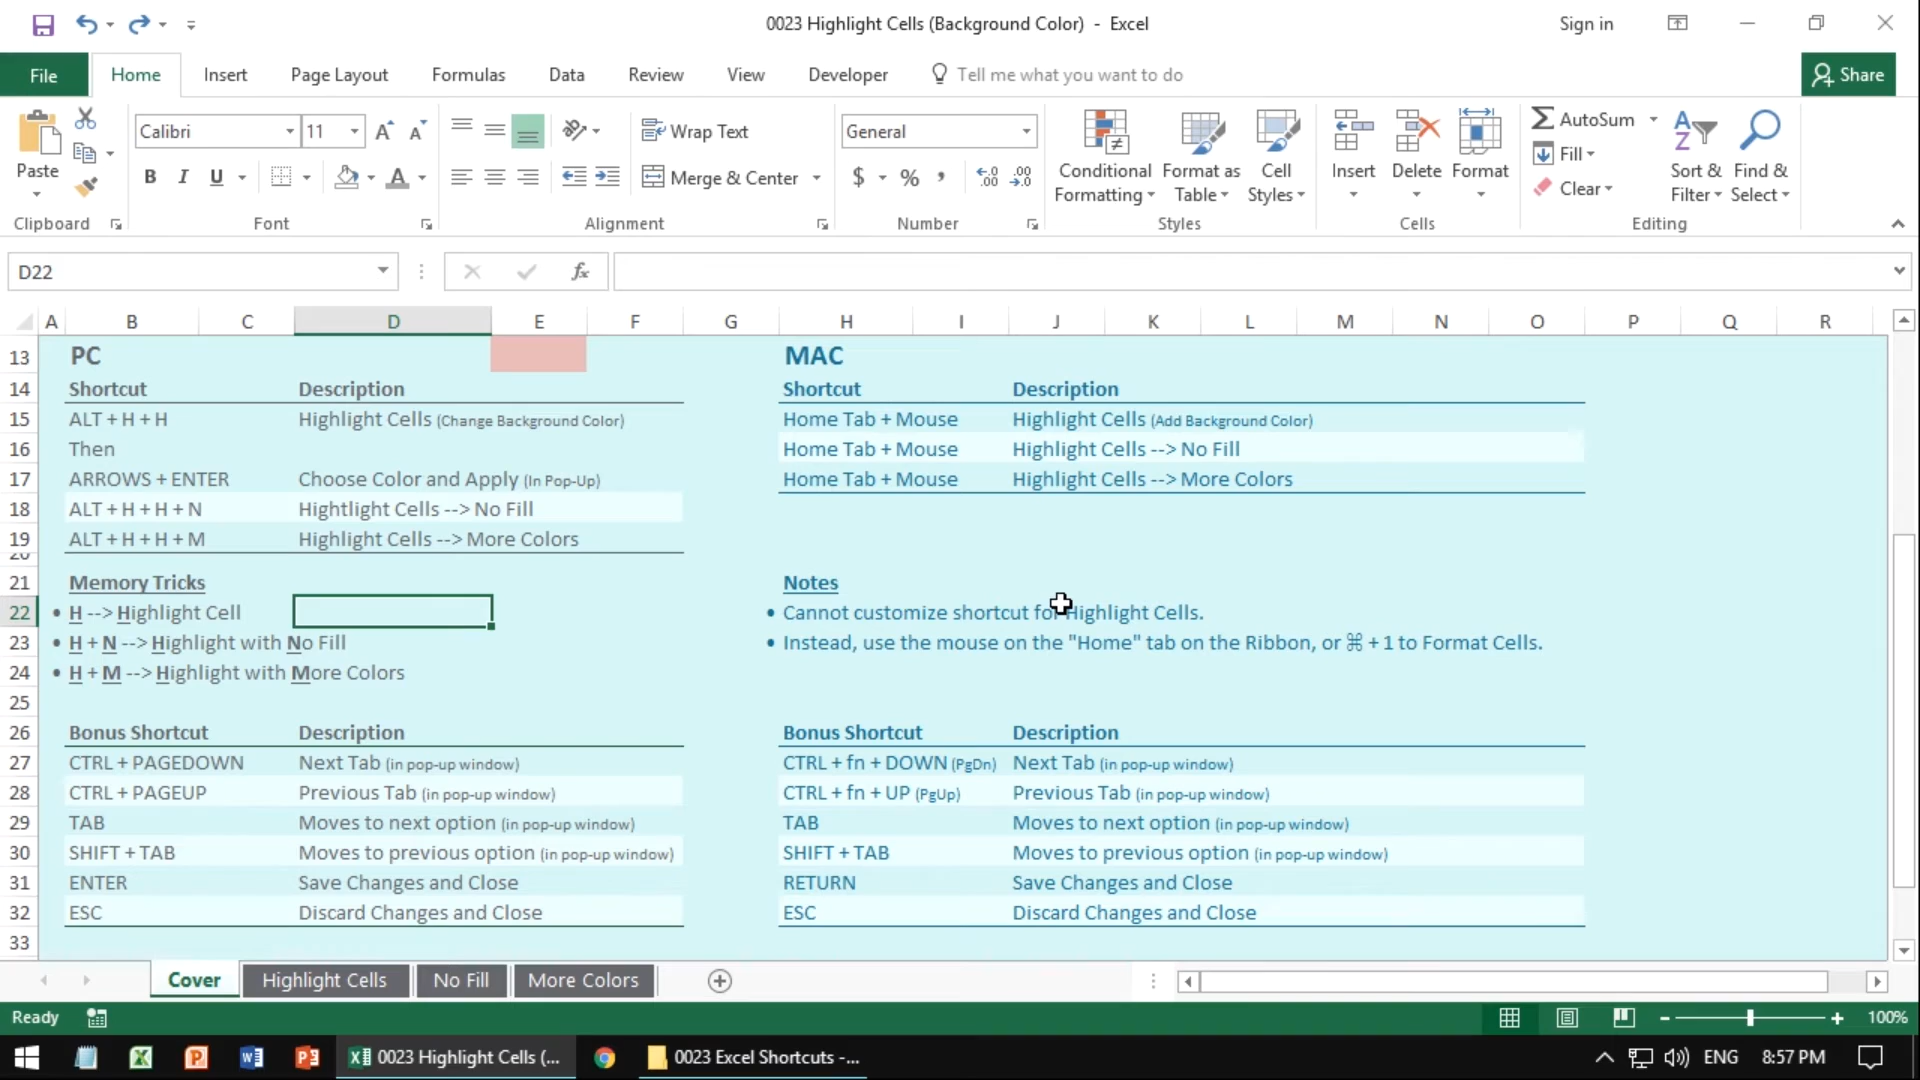 0023 Highlight Cells (Background Color) - Excel
Sign in
File
Home
Insert
Page Layout
Formulas
Data
Review
View
Developer
Tell me what you want to do
Share
Paste
Calibri
11
A A
B I U A
Wrap Text
Merge & Center
General
$ % , .00 .00
Conditional Formatting
Format as Table
Cell Styles
Insert
Delete
Format
AutoSum
Fill
Clear
Sort & Filter
Find & Select
Clipboard
Font
Alignment
Number
Styles
Cells
Editing
D22
fx
A B C D E F G H I J K L M N O P Q R
13 PC MAC
14 Shortcut Description Shortcut Description
15 ALT + H + H Highlight Cells (Change Background Color) Home Tab + Mouse Highlight Cells (Add Background Color)
16 Then Home Tab + Mouse Highlight Cells --> No Fill
17 ARROWS + ENTER Choose Color and Apply (In Pop-Up) Home Tab + Mouse Highlight Cells --> More Colors
18 ALT + H + H + N Hightlight Cells --> No Fill
19 ALT + H + H + M Highlight Cells --> More Colors
20
21 Memory Tricks Notes
22 • H --> Highlight Cell • Cannot customize shortcut for Highlight Cells.
23 • H + N --> Highlight with No Fill • Instead, use the mouse on the "Home" tab on the Ribbon, or ⌘ + 1 to Format Cells.
24 • H + M --> Highlight with More Colors
25
26 Bonus Shortcut Description Bonus Shortcut Description
27 CTRL + PAGEDOWN Next Tab (in pop-up window) CTRL + fn + DOWN (PgDn) Next Tab (in pop-up window)
28 CTRL + PAGEUP Previous Tab (in pop-up window) CTRL + fn + UP (PgUp) Previous Tab (in pop-up window)
29 TAB Moves to next option (in pop-up window) TAB Moves to next option (in pop-up window)
30 SHIFT + TAB Moves to previous option (in pop-up window) SHIFT + TAB Moves to previous option (in pop-up window)
31 ENTER Save Changes and Close RETURN Save Changes and Close
32 ESC Discard Changes and Close ESC Discard Changes and Close
33
Cover
Highlight Cells
No Fill
More Colors
Ready
100%
0023 Highlight Cells (...
0023 Excel Shortcuts -...
ENG
8:57 PM